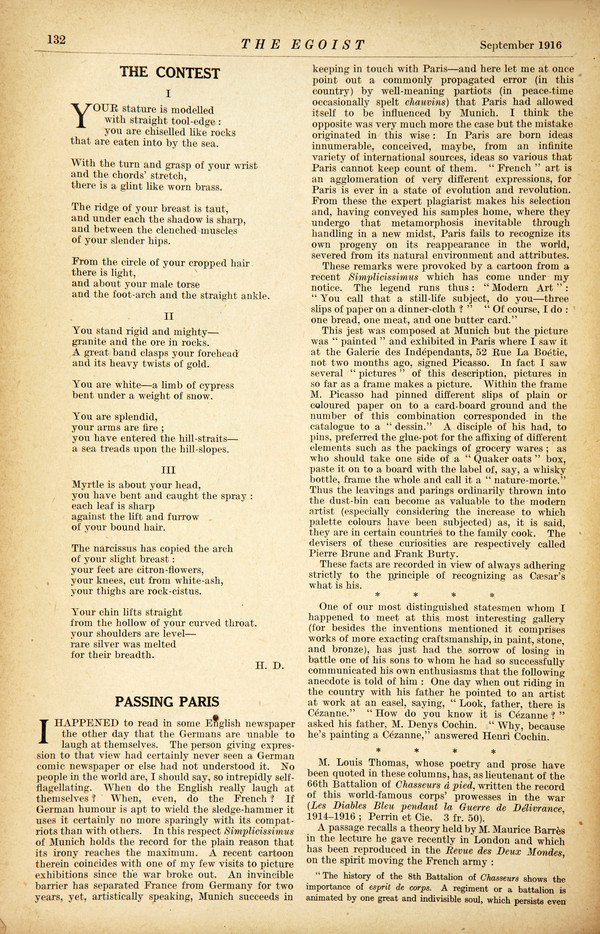 132
THE EGOIST
September 1916
THE CONTEST
I
YOUR stature is modelled
with straight tool-edge :
you are chiselled like rocks
that are eaten into by the sea.
With the turn and grasp of your wrist
and the chords' stretch,
there is a glint like worn brass.
The ridge of your breast is taut,
and under each the shadow is sharp,
and between the clenched muscles
of your slender hips.
From the circle of your cropped hair
there is light,
and about your male torse
and the foot-arch and the straight ankle.
II
You stand rigid and mighty—
granite and the ore in rocks.
A great band clasps your forehead
and its heavy twists of gold.
You are white—a limb of cypress
bent under a weight of snow.
You are splendid,
your arms are fire ;
you have entered the hill-straits—
a sea treads upon the hill-slopes.
III
Myrtle is about your head,
you have bent and caught the spray :
each leaf is sharp
against the lift and furrow
of your bound hair.
The narcissus has copied the arch
of your slight breast :
your feet are citron-flowers,
your knees, cut from white-ash,
your thighs are rock-cistus.
Your chin lifts straight
from the hollow of your curved throat.
your shoulders are level—
rare silver was melted
for their breadth.
H. D.
PASSING PARIS
I HAPPENED to read in some English newspaper
the other day that the Germans are unable to
laugh at themselves. The person giving expres-
sion to that view had certainly never seen a German
comic newspaper or else had not understood it. No
people in the world are, I should say, so intrepidly self-
flagellating. When do the English really laugh at
themselves ? When, even, do the French ? If
German humour is apt to wield the sledge-hammer it
uses it certainly no more sparingly with its compat-
riots than with others. In this respect Simplicissimus
of Munich holds the record for the plain reason that
its irony reaches the maximum. A recent cartoon
therein coincides with one of my few visits to picture
exhibitions since the war broke out. An invincible
barrier has separated France from Germany for two
years, yet, artistically speaking, Munich succeeds in
keeping in touch with Paris—and here let me at once
point out a commonly propagated error (in this
country) by well-meaning partiots (in peace-time
occasionally spelt chauvins) that Paris had allowed
itself to be influenced by Munich. I think the
opposite was very much more the case but the mistake
originated in this wise : In Paris are born ideas
innumerable, conceived, maybe, from an infinite
variety of international sources, ideas so various that
Paris cannot keep count of them. " French " art is
an agglomeration of very different expressions, for
Paris is ever in a state of evolution and revolution.
From these the expert plagiarist makes his selection
and, having conveyed his samples home, where they
undergo that metamorphosis inevitable through
handling in a new midst, Paris fails to recognize its
own progeny on its reappearance in the world,
severed from its natural environment and attributes.
These remarks were provoked by a cartoon from a
recent Simplicissimus which has come under my
notice. The legend runs thus : " Modern Art " :
" You call that a still-life subject, do you—three
slips of paper on a dinner-cloth ? " " Of course, I do :
one bread, one meat, and one butter card."
This jest was composed at Munich but the picture
was " painted " and exhibited in Paris where I saw it
at the Galerie des Indépendants, 52 Rue La Boétie,
not two months ago, signed Picasso. In fact I saw
several " pictures " of this description, pictures in
so far as a frame makes a picture. Within the frame
M. Picasso had pinned different slips of plain or
coloured paper on to a card-board ground and the
number of this combination corresponded in the
catalogue to a " dessin." A disciple of his had, to
pins, preferred the glue-pot for the affixing of different
elements such as the packings of grocery wares ; as
who should take one side of a " Quaker oats " box,
paste it on to a board with the label of, say, a whisky
bottle, frame the whole and call it a " nature-morte."
Thus the leavings and parings ordinarily thrown into
the dust-bin can become as valuable to the modern
artist (especially considering the increase to which
palette colours have been subjected) as, it is said,
they are in certain countries to the family cook. The
devisers of these curiosities are respectively called
Pierre Brune and Frank Burty.
These facts are recorded in view of always adhering
strictly to the principle of recognizing as Cæsar's
what is his.
* * * *
One of our most distinguished statesmen whom I
happened to meet at this most interesting gallery
(for besides the inventions mentioned it comprises
works of more exacting craftsmanship, in paint, stone,
and bronze), has just had the sorrow of losing in
battle one of his sons to whom he had so successfully
communicated his own enthusiasms that the following
anecdote is told of him : One day when out riding in
the country with his father he pointed to an artist
at work at an easel, saying, " Look, father, there is
Cézanne." " How do you know it is Cézanne ? "
asked his father, M. Denys Cochin. " Why, because
he's painting a Cézanne," answered Henri Cochin.
* * * *
M. Louis Thomas, whose poetry and prose have
been quoted in these columns, has, as lieutenant of the
66th Battalion of Chasseurs à pied, written the record
of this world-famous corps' prowesses in the war
(Les Diables Bleu pendant la Guerre de Délivrance,
1914–1916 ; Perrin et Cie. 3 fr. 50).
A passage recalls a theory held by M. Maurice Barrès
in the lecture he gave recently in London and which
has been reproduced in the Revue des Deux Mondes,
on the spirit moving the French army :
" The history of the 8th Battalion of Chasseurs shows the
importance of esprit de corps. A regiment or a battalion is
animated by one great and indivisible soul, which persists even